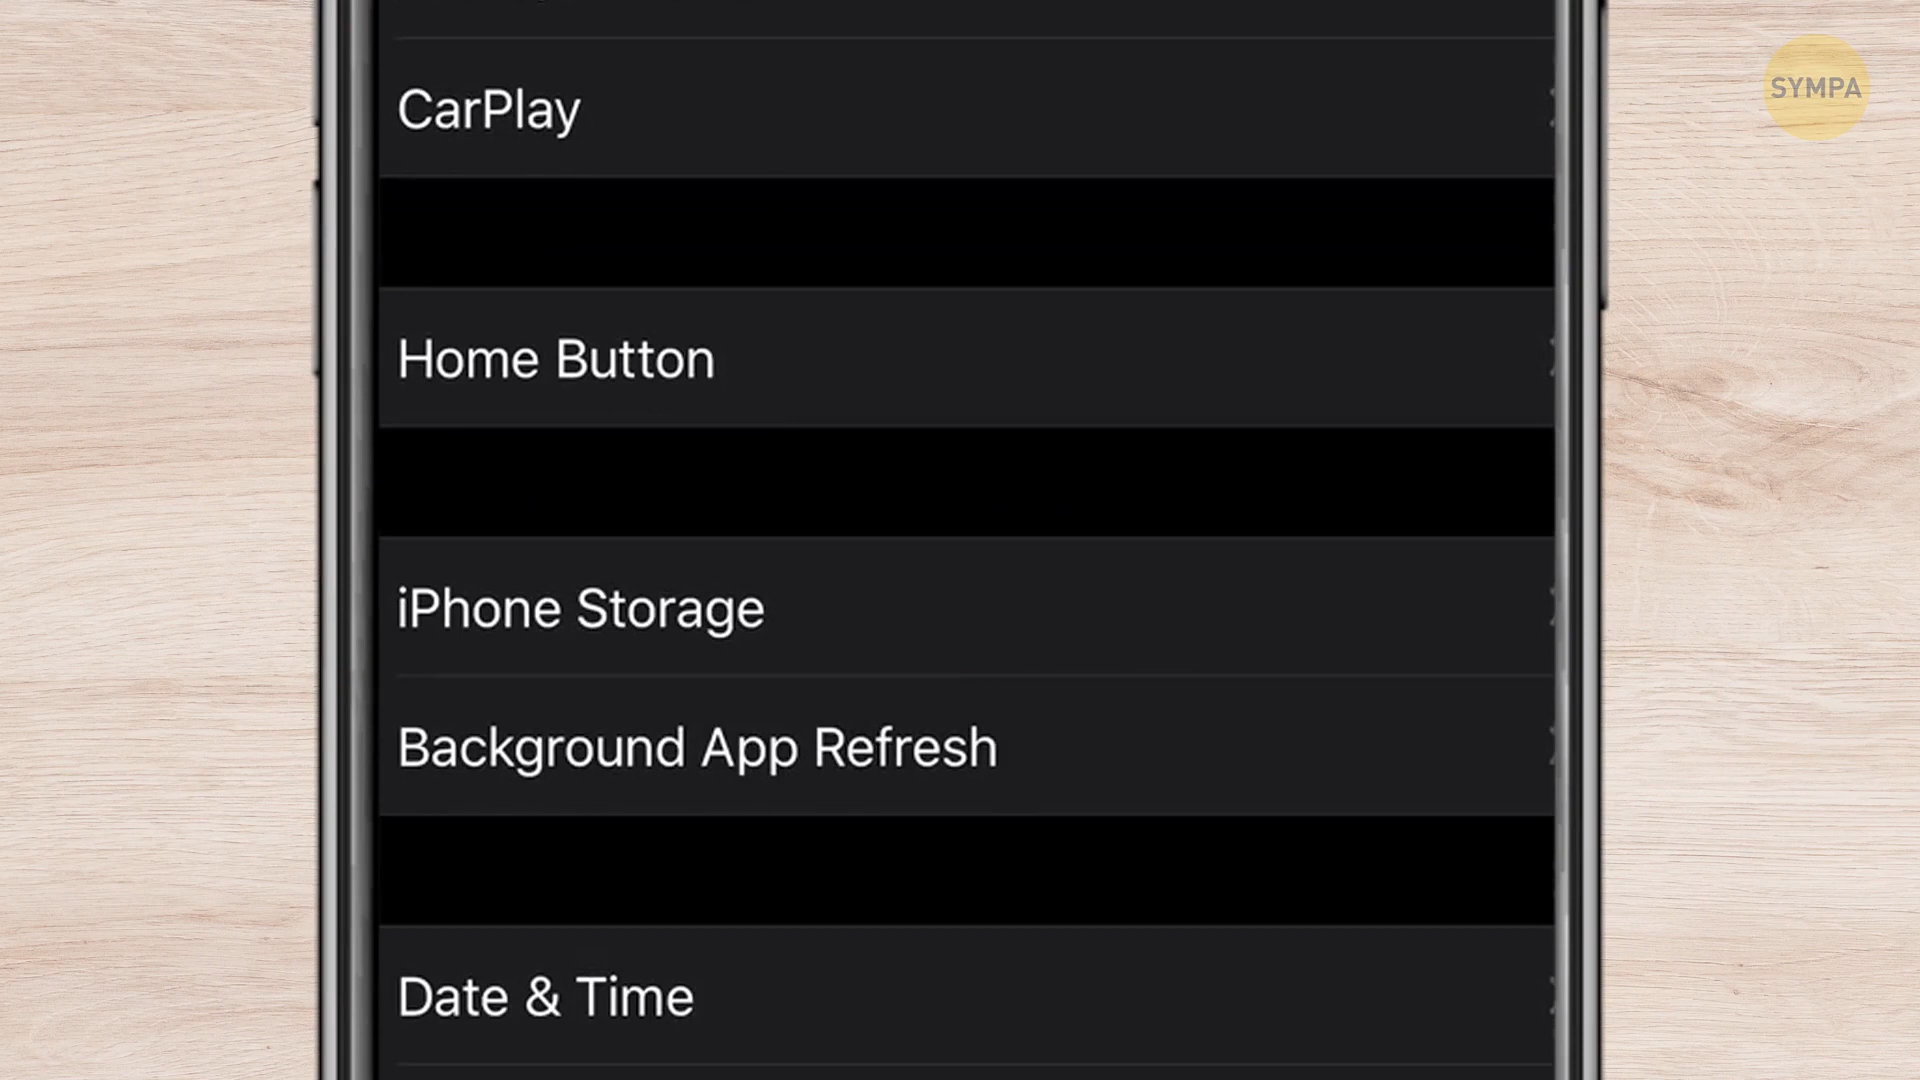 SYMPA
CarPlay
Home Button
iPhone Storage
Background App Refresh
Date & Time